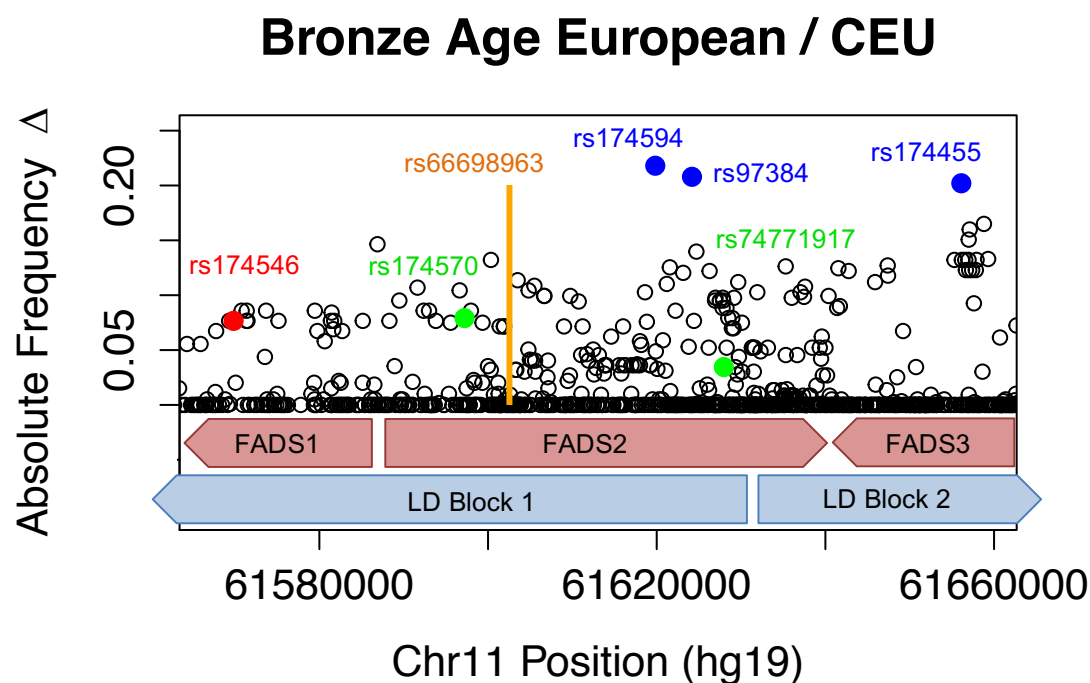 Bronze Age European / CEU
Absolute Frequency Δ
0.20
0.05
rs174594
rs66698963
rs97384
rs174455
rs74771917
rs174546
rs174570
FADS1
FADS2
FADS3
LD Block 1
LD Block 2
61580000
61620000
61660000
Chr11 Position (hg19)